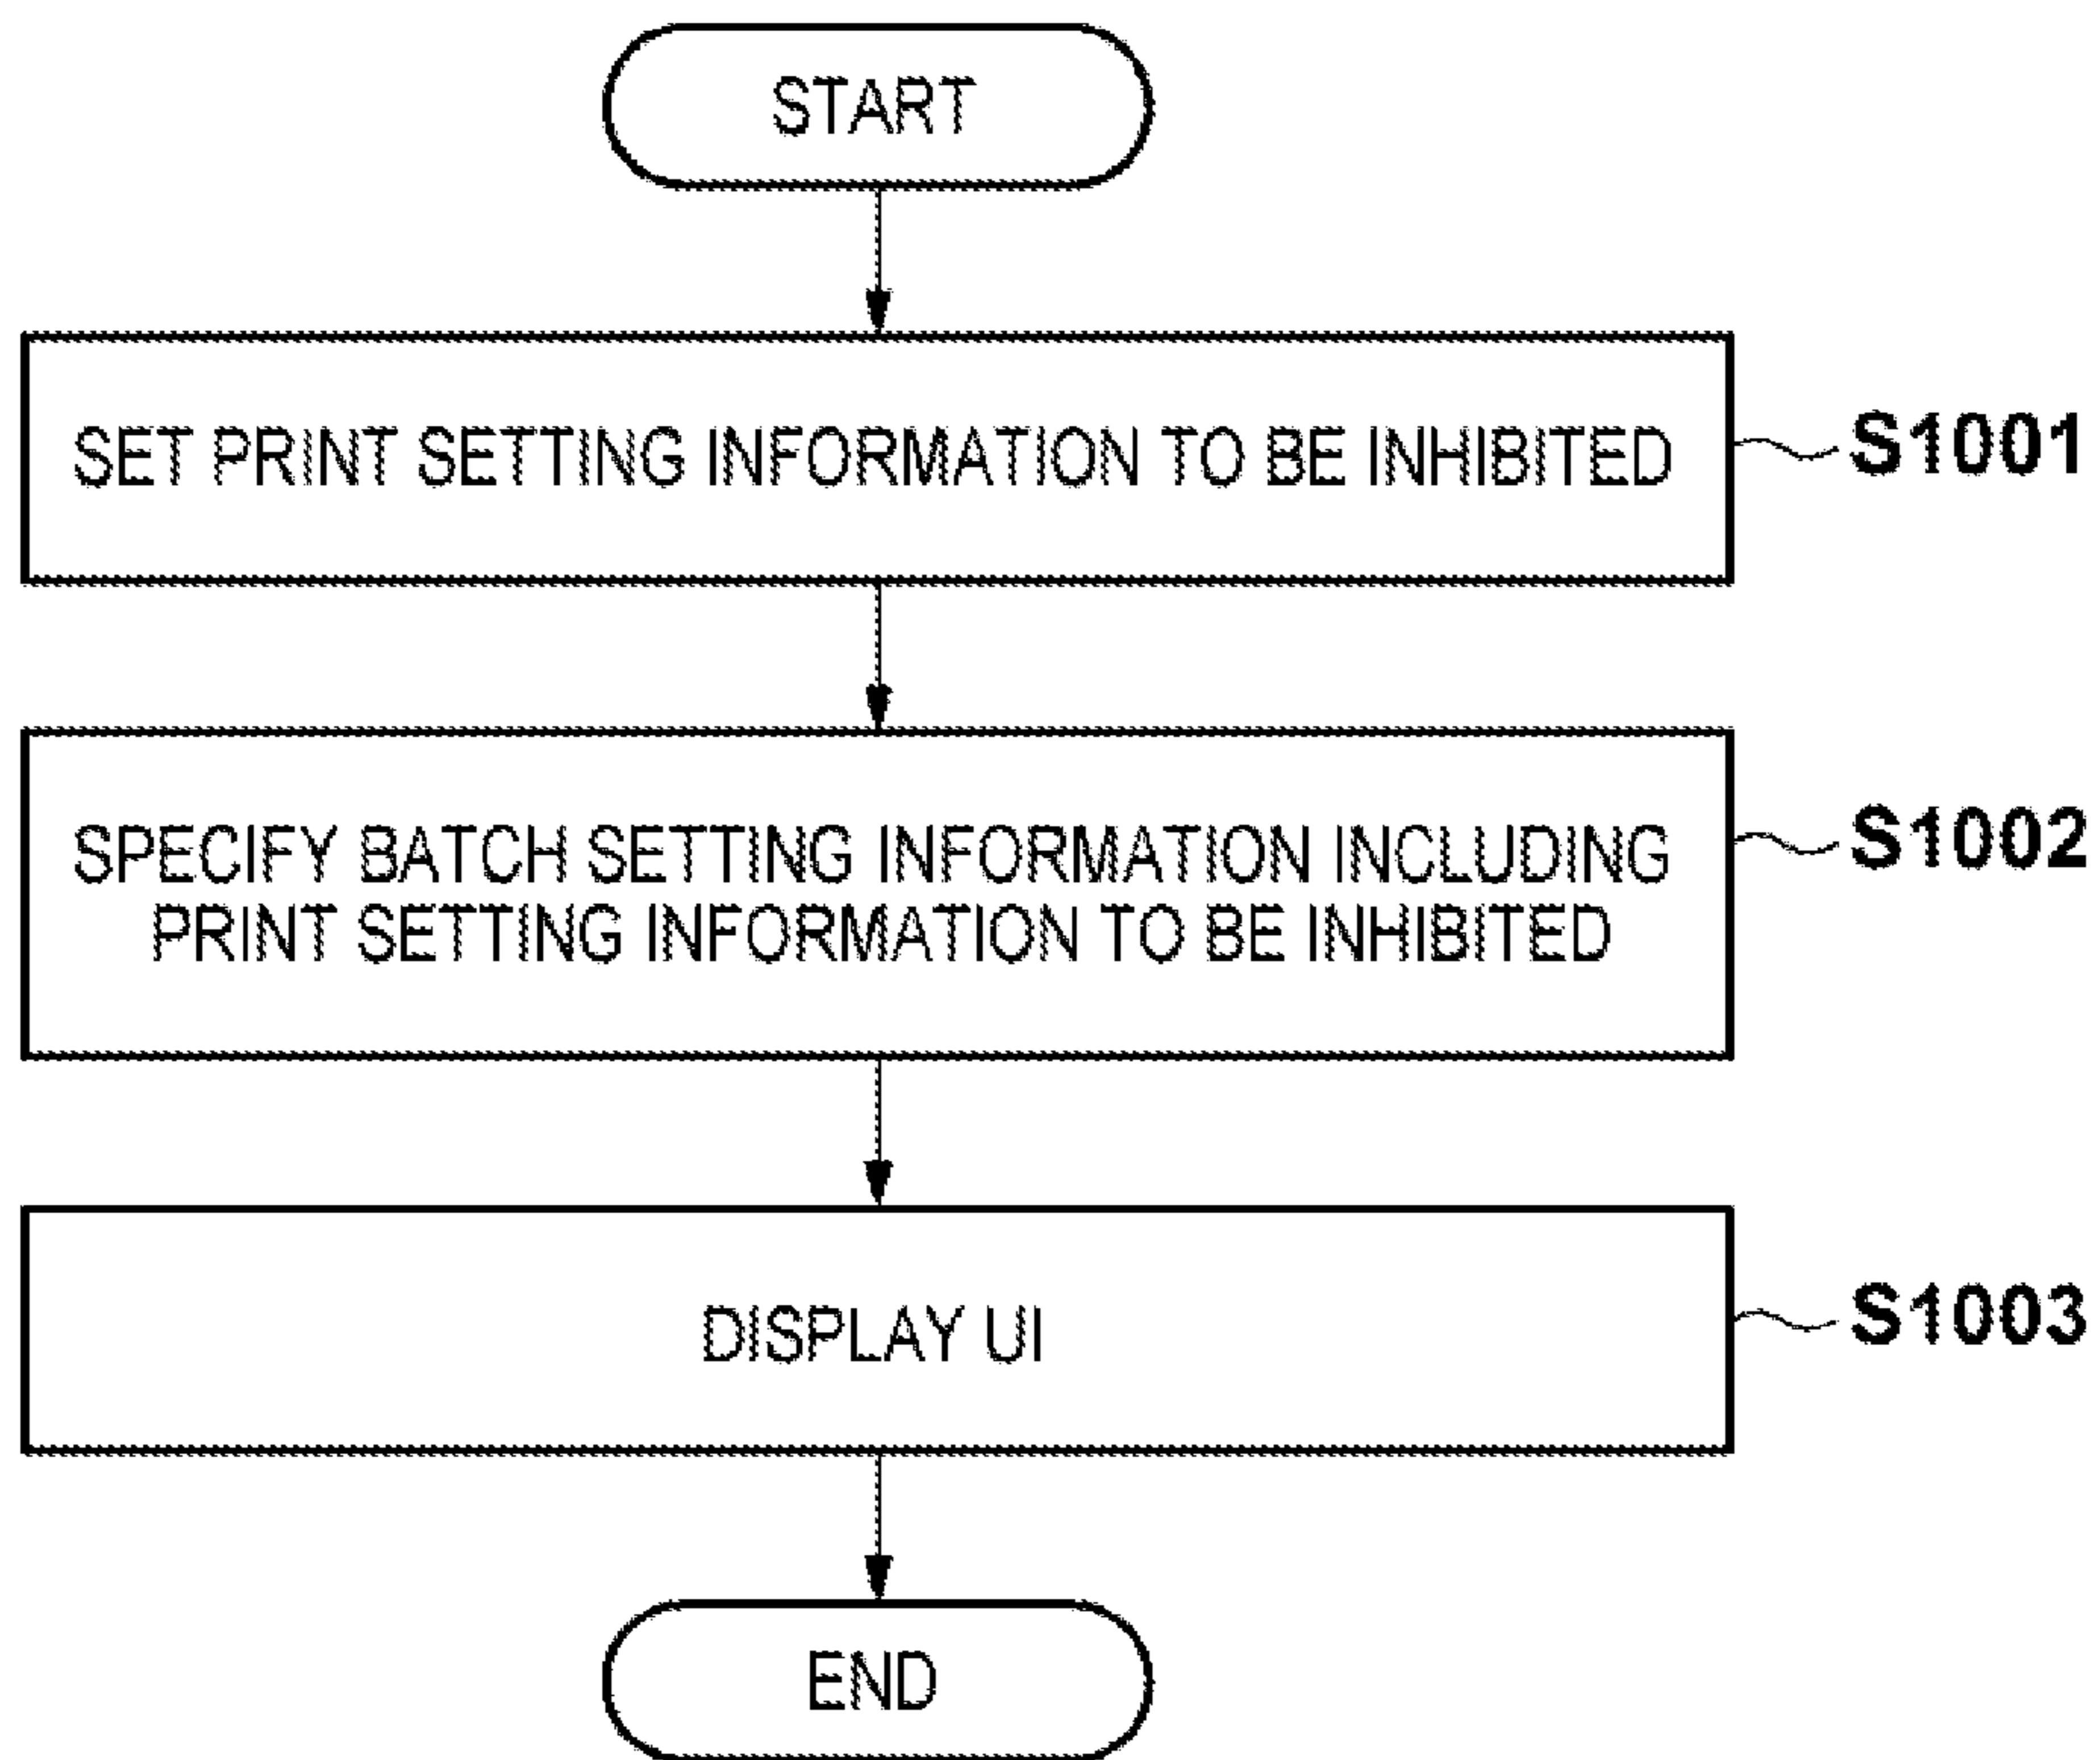 START
SET PRINT SETTING INFORMATION TO BE INHIBITED
S1001
SPECIFY BATCH SETTING INFORMATION INCLUDING
PRINT SETTING INFORMATION TO BE INHIBITED
S1002
DISPLAY UI
S1003
END